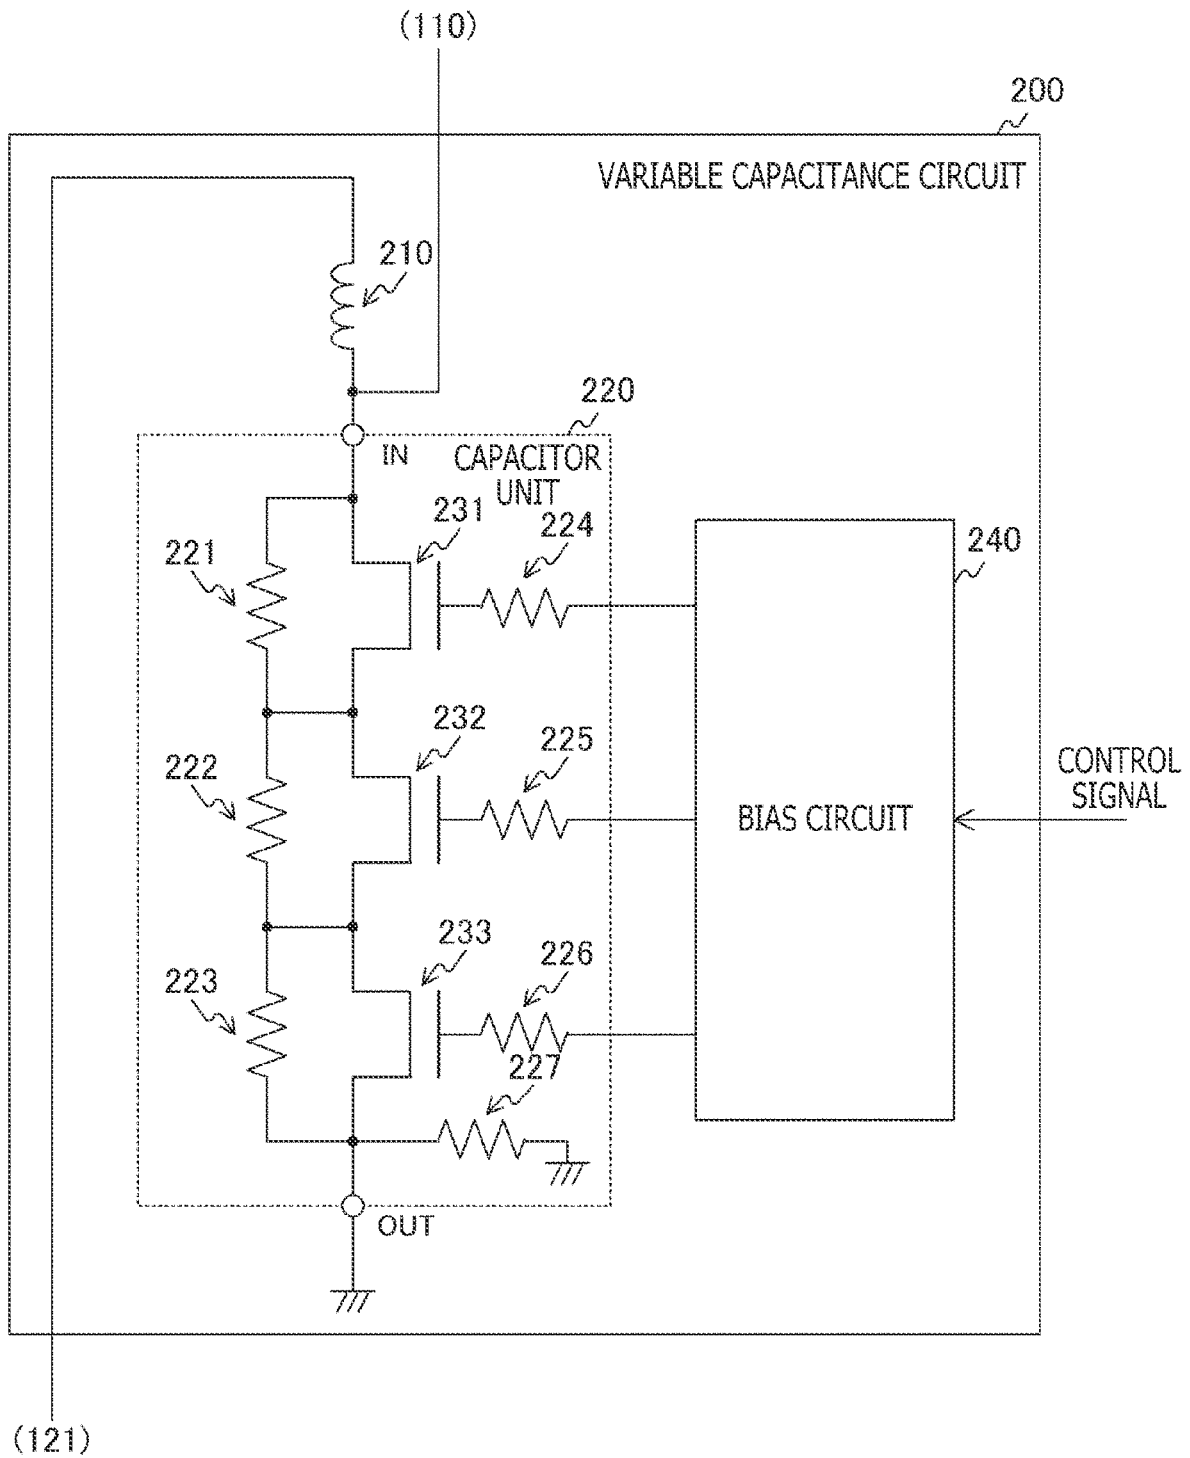 (110)
200
VARIABLE CAPACITANCE CIRCUIT
210
220
IN
CAPACITOR
UNIT
231
224
221
240
232
225
222
CONTROL
SIGNAL
BIAS CIRCUIT
233
226
223
227
OUT
(121)